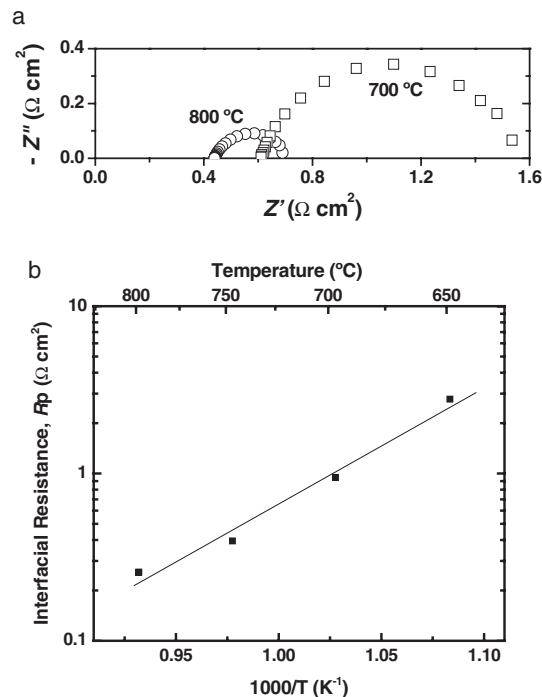 a
- Z″ (Ω cm²)
0.4
0.2
0.0
800 ºC
700 ºC
0.0 0.4 0.8 1.2 1.6
Z′ (Ω cm²)
b
Temperature (ºC)
800 750 700 650
Interfacial Resistance, Rp (Ω cm²)
10
1
0.1
0.95 1.00 1.05 1.10
1000/T (K⁻¹)